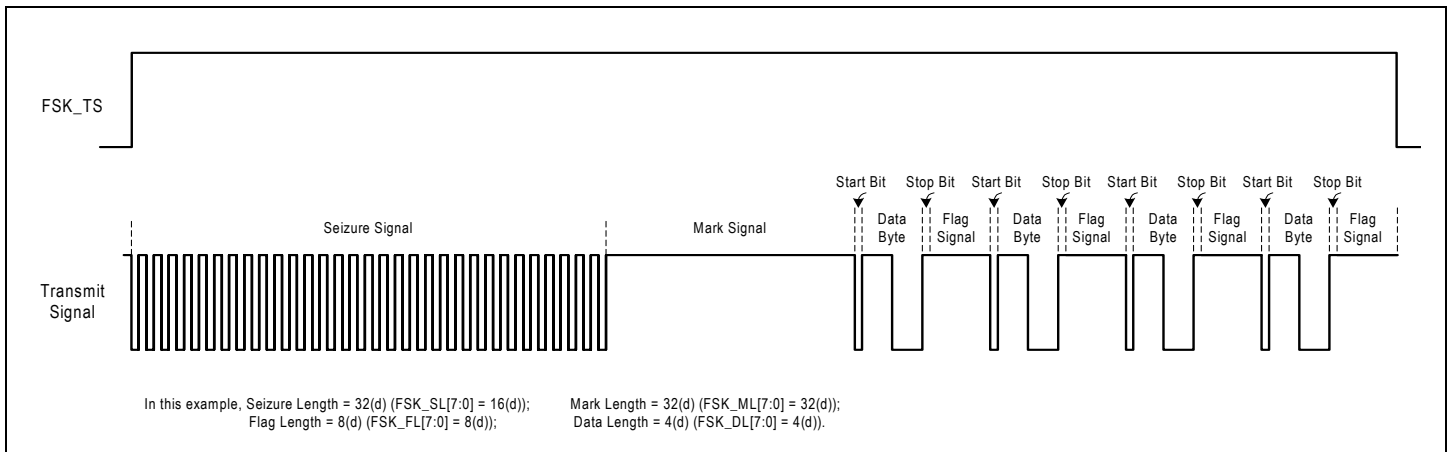 FSK_TS
Start Bit Stop Bit Start Bit Stop Bit Start Bit Stop Bit Start Bit Stop Bit
Seizure Signal Mark Signal Data Byte Flag Signal Data Byte Flag Signal Data Byte Flag Signal Data Byte Flag Signal
Transmit
Signal
In this example, Seizure Length = 32(d) (FSK_SL[7:0] = 16(d)); Mark Length = 32(d) (FSK_ML[7:0] = 32(d));
Flag Length = 8(d) (FSK_FL[7:0] = 8(d)); Data Length = 4(d) (FSK_DL[7:0] = 4(d)).